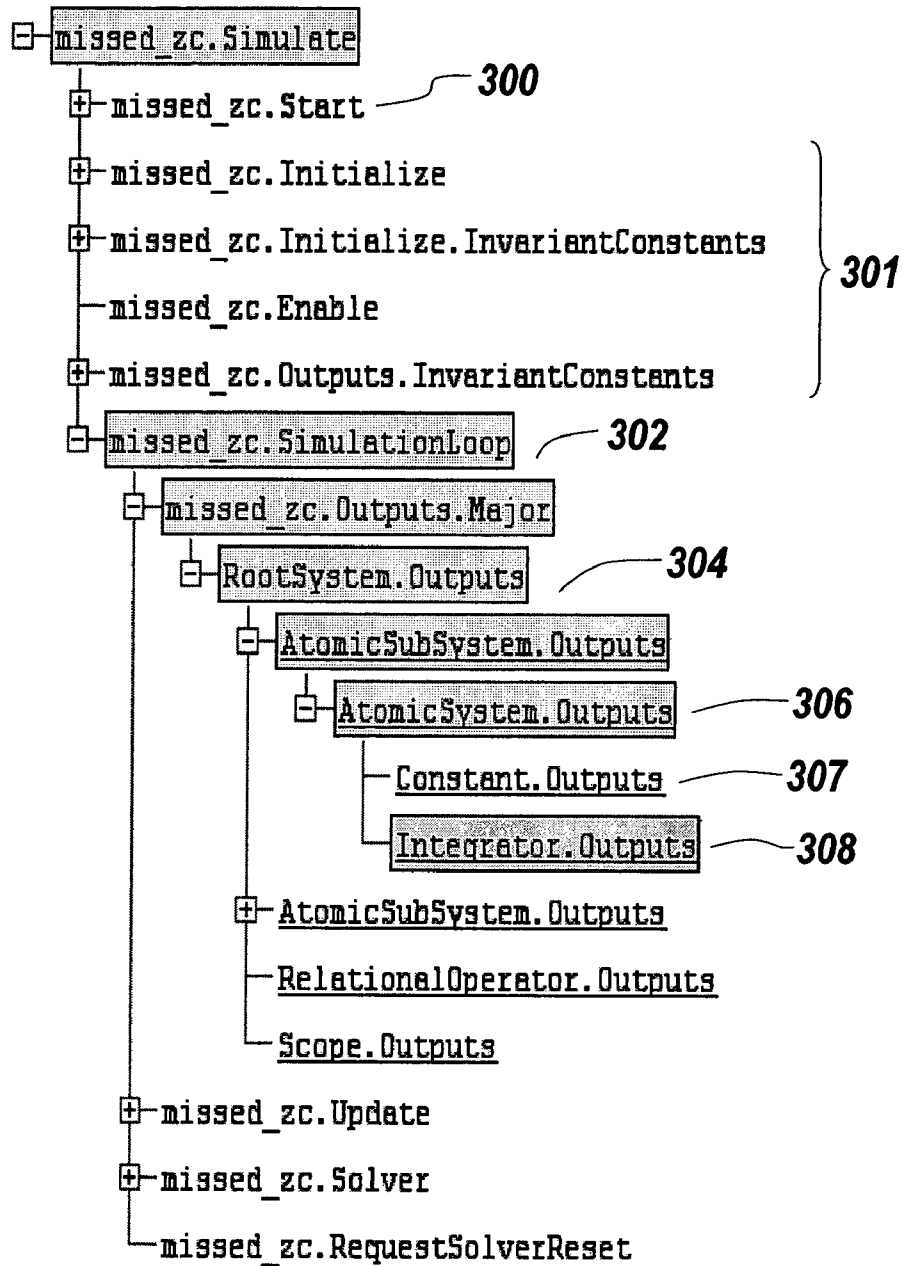 missed_zc.Simulate
missed_zc.Start 300
missed_zc.Initialize
missed_zc.Initialize.InvariantConstants
301
missed_zc.Enable
missed_zc.Outputs.InvariantConstants
missed_zc.SimulationLoop 302
missed_zc.Outputs.Major
RootSystem.Outputs 304
AtomicSubSystem.Outputs
AtomicSystem.Outputs 306
Constant.Outputs 307
Integrator.Outputs 308
AtomicSubSystem.Outputs
RelationalOperator.Outputs
Scope.Outputs
missed_zc.Update
missed_zc.Solver
missed_zc.RequestSolverReset